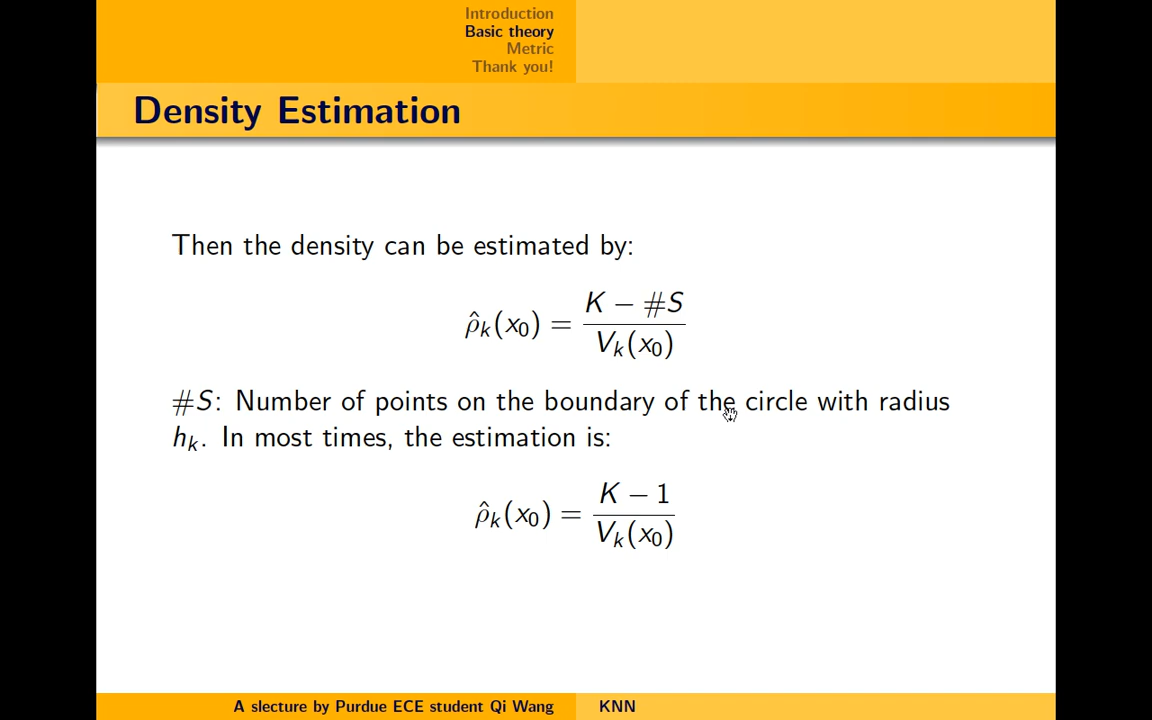 Introduction
Basic theory
Metric
Thank you!
Density Estimation
Then the density can be estimated by:
ρ̂ₖ(x₀) = (K − #S) / Vₖ(x₀)
#S: Number of points on the boundary of the circle with radius
hₖ. In most times, the estimation is:
ρ̂ₖ(x₀) = (K − 1) / Vₖ(x₀)
A slecture by Purdue ECE student Qi Wang KNN